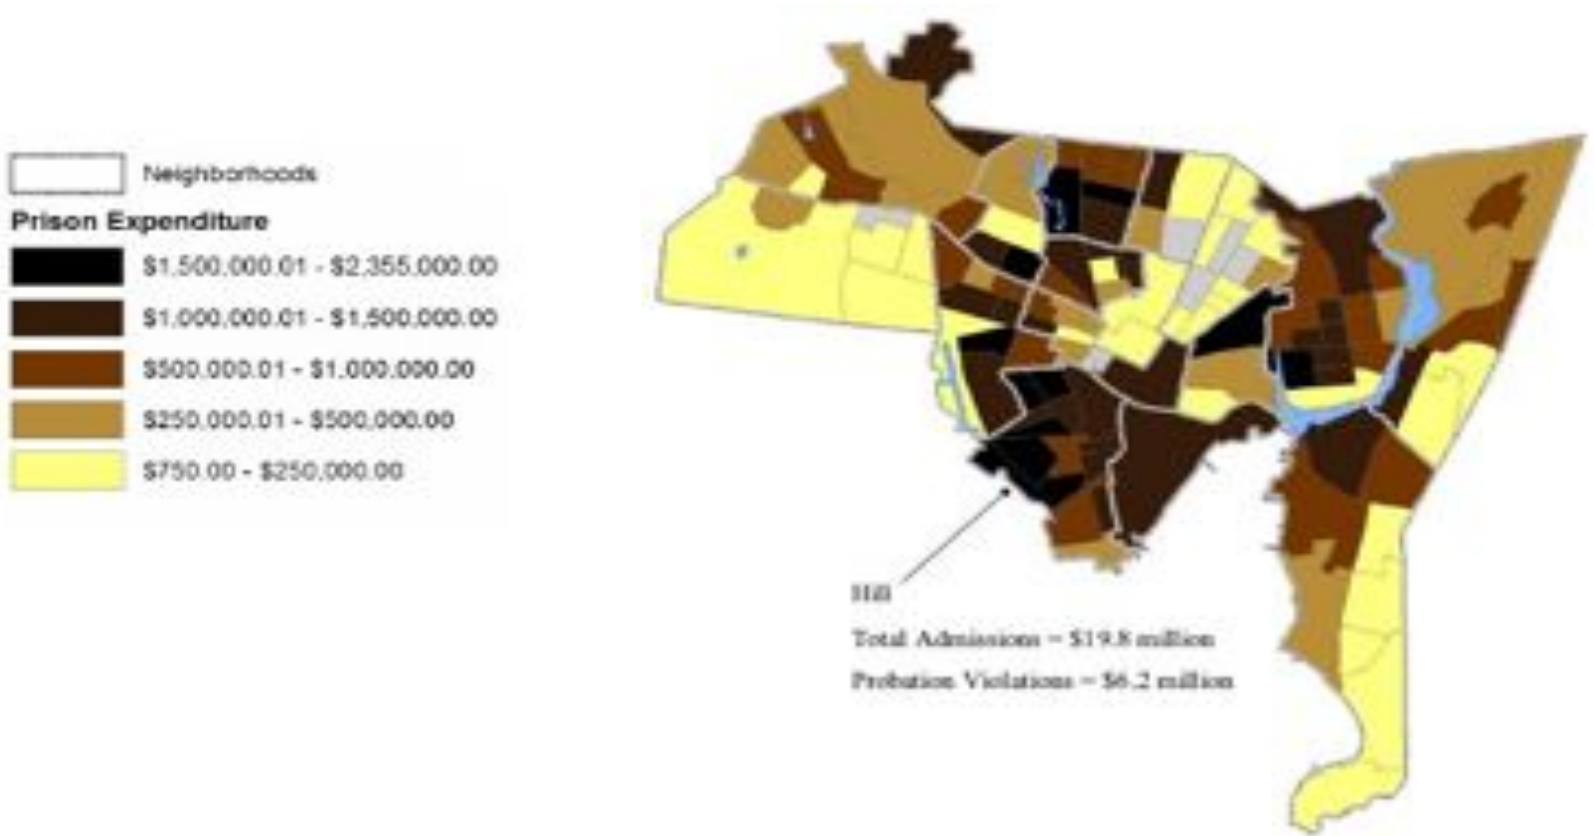 Neighborhoods
Prison Expenditure
$1,500,000.01 - $2,355,000.00
$1,000,000.01 - $1,500,000.00
$500,000.01 - $1,000,000.00
$250,000.01 - $500,000.00
$750.00 - $250,000.00
Hill
Total Admissions = $19.8 million
Probation Violations = $6.2 million